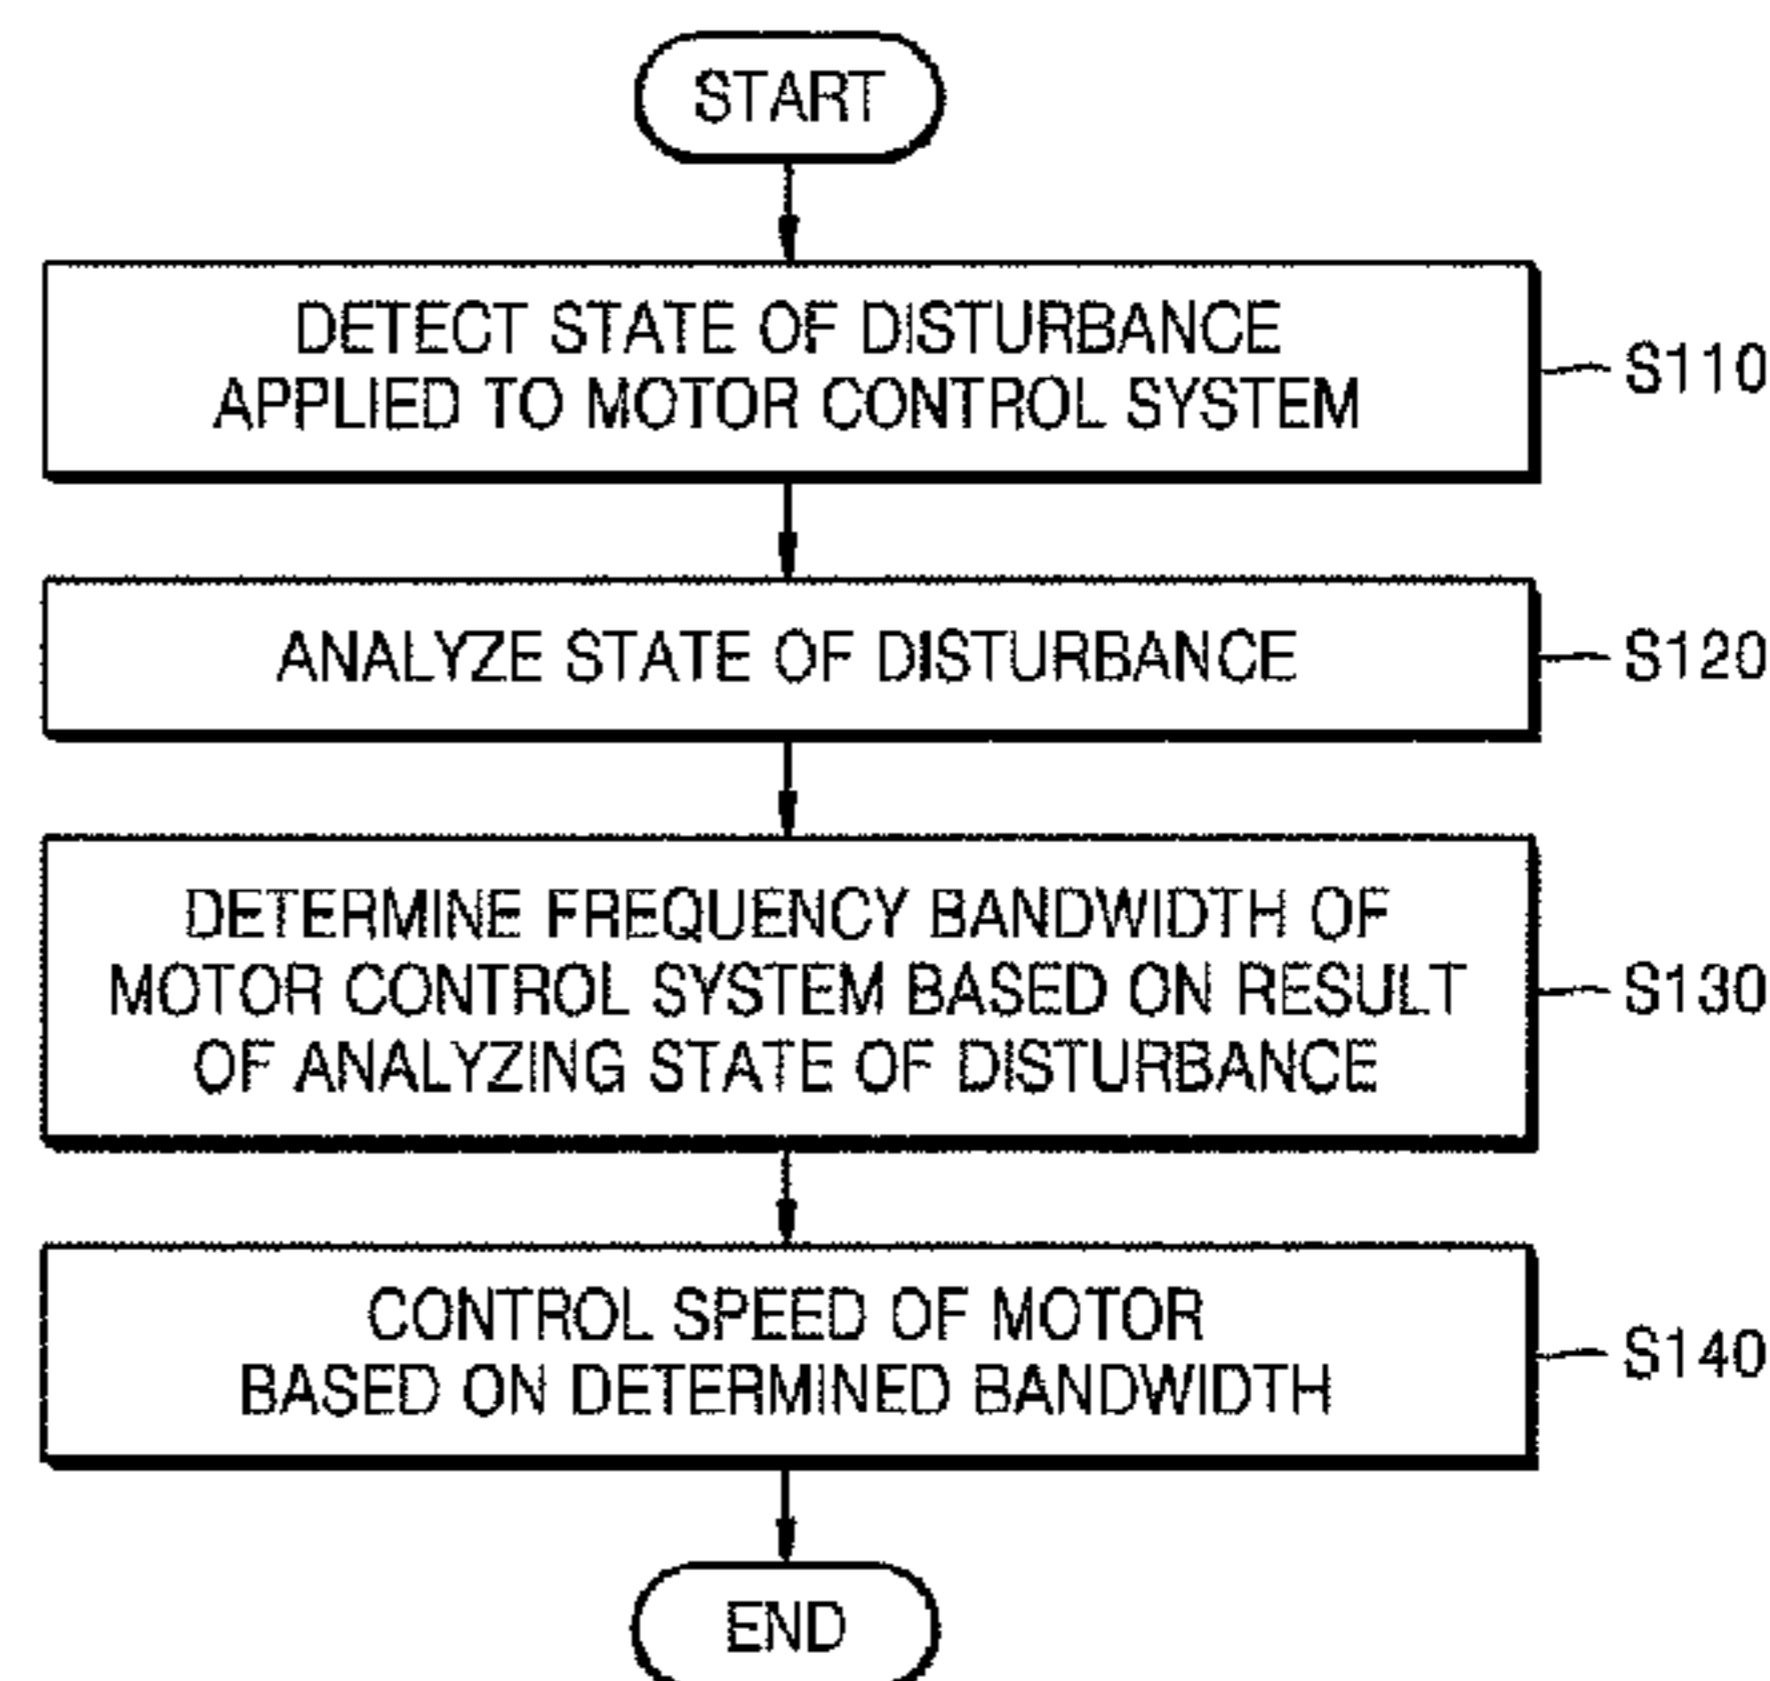 START
DETECT STATE OF DISTURBANCE
APPLIED TO MOTOR CONTROL SYSTEM
S110
ANALYZE STATE OF DISTURBANCE
S120
DETERMINE FREQUENCY BANDWIDTH OF
MOTOR CONTROL SYSTEM BASED ON RESULT
OF ANALYZING STATE OF DISTURBANCE
S130
CONTROL SPEED OF MOTOR
BASED ON DETERMINED BANDWIDTH
S140
END